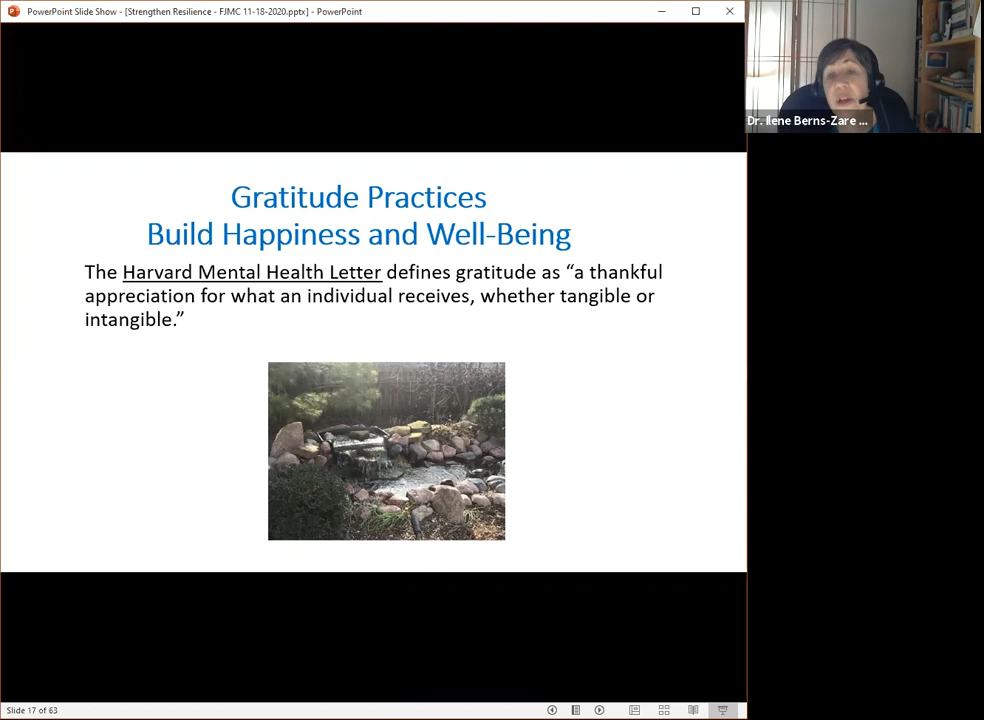 PowerPoint Slide Show - [Strengthen Resilience - FJMC 11-18-2020.pptx] - PowerPoint
Dr. Ilene Berns-Zare ...
Gratitude Practices
Build Happiness and Well-Being
The Harvard Mental Health Letter defines gratitude as “a thankful
appreciation for what an individual receives, whether tangible or
intangible.”
Slide 17 of 63